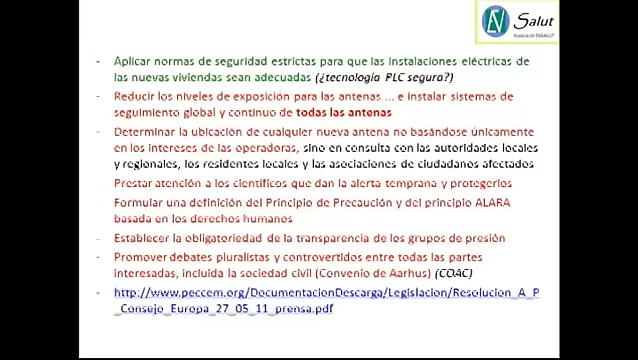 Salut
- Aplicar normas de seguridad estrictas para que las instalaciones eléctricas de
las nuevas viviendas sean adecuadas (¿tecnología PLC segura?)
- Reducir los niveles de exposición para las antenas ... e instalar sistemas de
seguimiento global y continuo de todas las antenas
- Determinar la ubicación de cualquier nueva antena no basándose únicamente
en los intereses de las operadoras, sino en consulta con las autoridades locales
y regionales, los residentes locales y las asociaciones de ciudadanos afectados
Prestar atención a los científicos que dan la alerta temprana y protegerlos
- Formular una definición del Principio de Precaución y del principio ALARA
basada en los derechos humanos
- Establecer la obligatoriedad de la transparencia de los grupos de presión
- Promover debates pluralistas y controvertidos entre todas las partes
interesadas, incluida la sociedad civil (Convenio de Aarhus) (COAC)
- http://www.peccem.org/DocumentacionDescarga/Legislacion/Resolucion_A_P
_Consejo_Europa_27_05_11_prensa.pdf